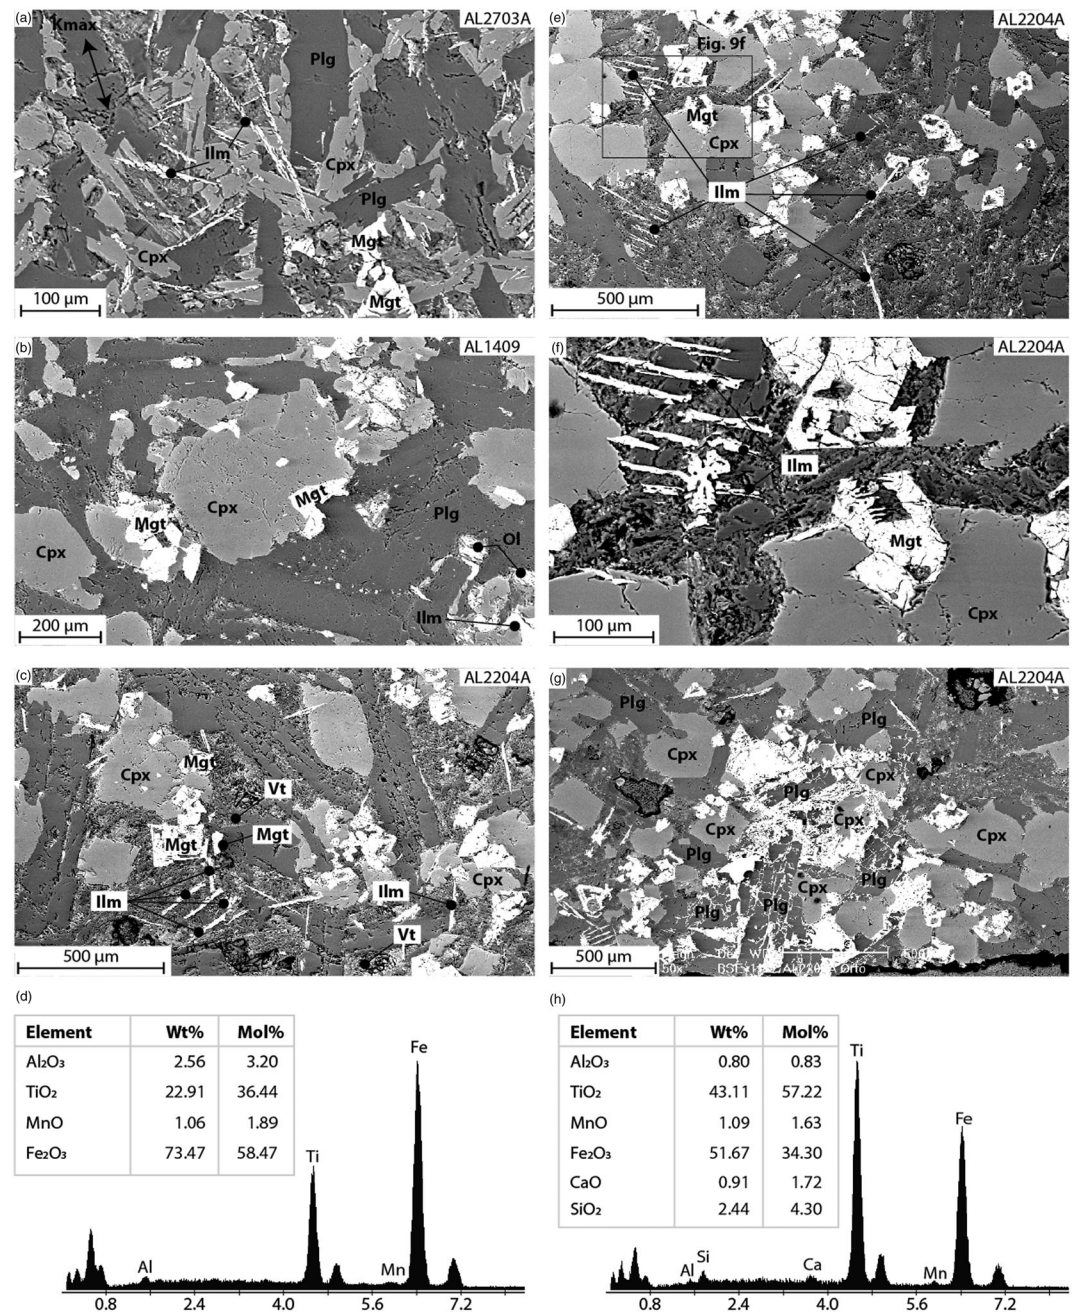 (a)
AL2703A
Kmax
Plg
Ilm
Cpx
Plg
Cpx
Mgt
Mgt
100 µm
(b)
AL1409
Cpx
Mgt
Mgt
Plg
Cpx
Ol
Ilm
200 µm
(c)
AL2204A
Mgt
Cpx
Vt
Mgt
Mgt
Ilm
Cpx
Ilm
Vt
500 µm
(d)
Element Wt% Mol%
Al₂O₃ 2.56 3.20
TiO₂ 22.91 36.44
MnO 1.06 1.89
Fe₂O₃ 73.47 58.47
Fe
Ti
Al
Mn
0.8 2.4 4.0 5.6 7.2
(e)
AL2204A
Fig. 9f
Mgt
Cpx
Ilm
500 µm
(f)
AL2204A
Ilm
Mgt
Cpx
100 µm
(g)
AL2204A
Plg
Plg
Cpx
Cpx
Plg
Cpx
Cpx
Cpx
Plg
Cpx
Plg
Plg
Plg
500 µm
50x
(h)
Element Wt% Mol%
Al₂O₃ 0.80 0.83
TiO₂ 43.11 57.22
MnO 1.09 1.63
Fe₂O₃ 51.67 34.30
CaO 0.91 1.72
SiO₂ 2.44 4.30
Ti
Fe
Si
Al
Ca
Mn
0.8 2.4 4.0 5.6 7.2